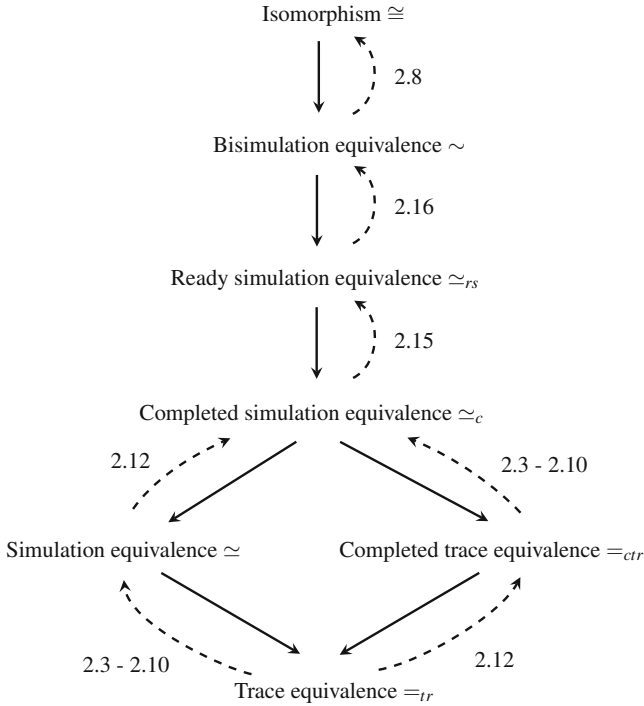 Isomorphism ≅
2.8
Bisimulation equivalence ∼
2.16
Ready simulation equivalence ≃rs
2.15
Completed simulation equivalence ≃c
2.12
2.3 - 2.10
Simulation equivalence ≃
Completed trace equivalence =ctr
2.3 - 2.10
2.12
Trace equivalence =tr